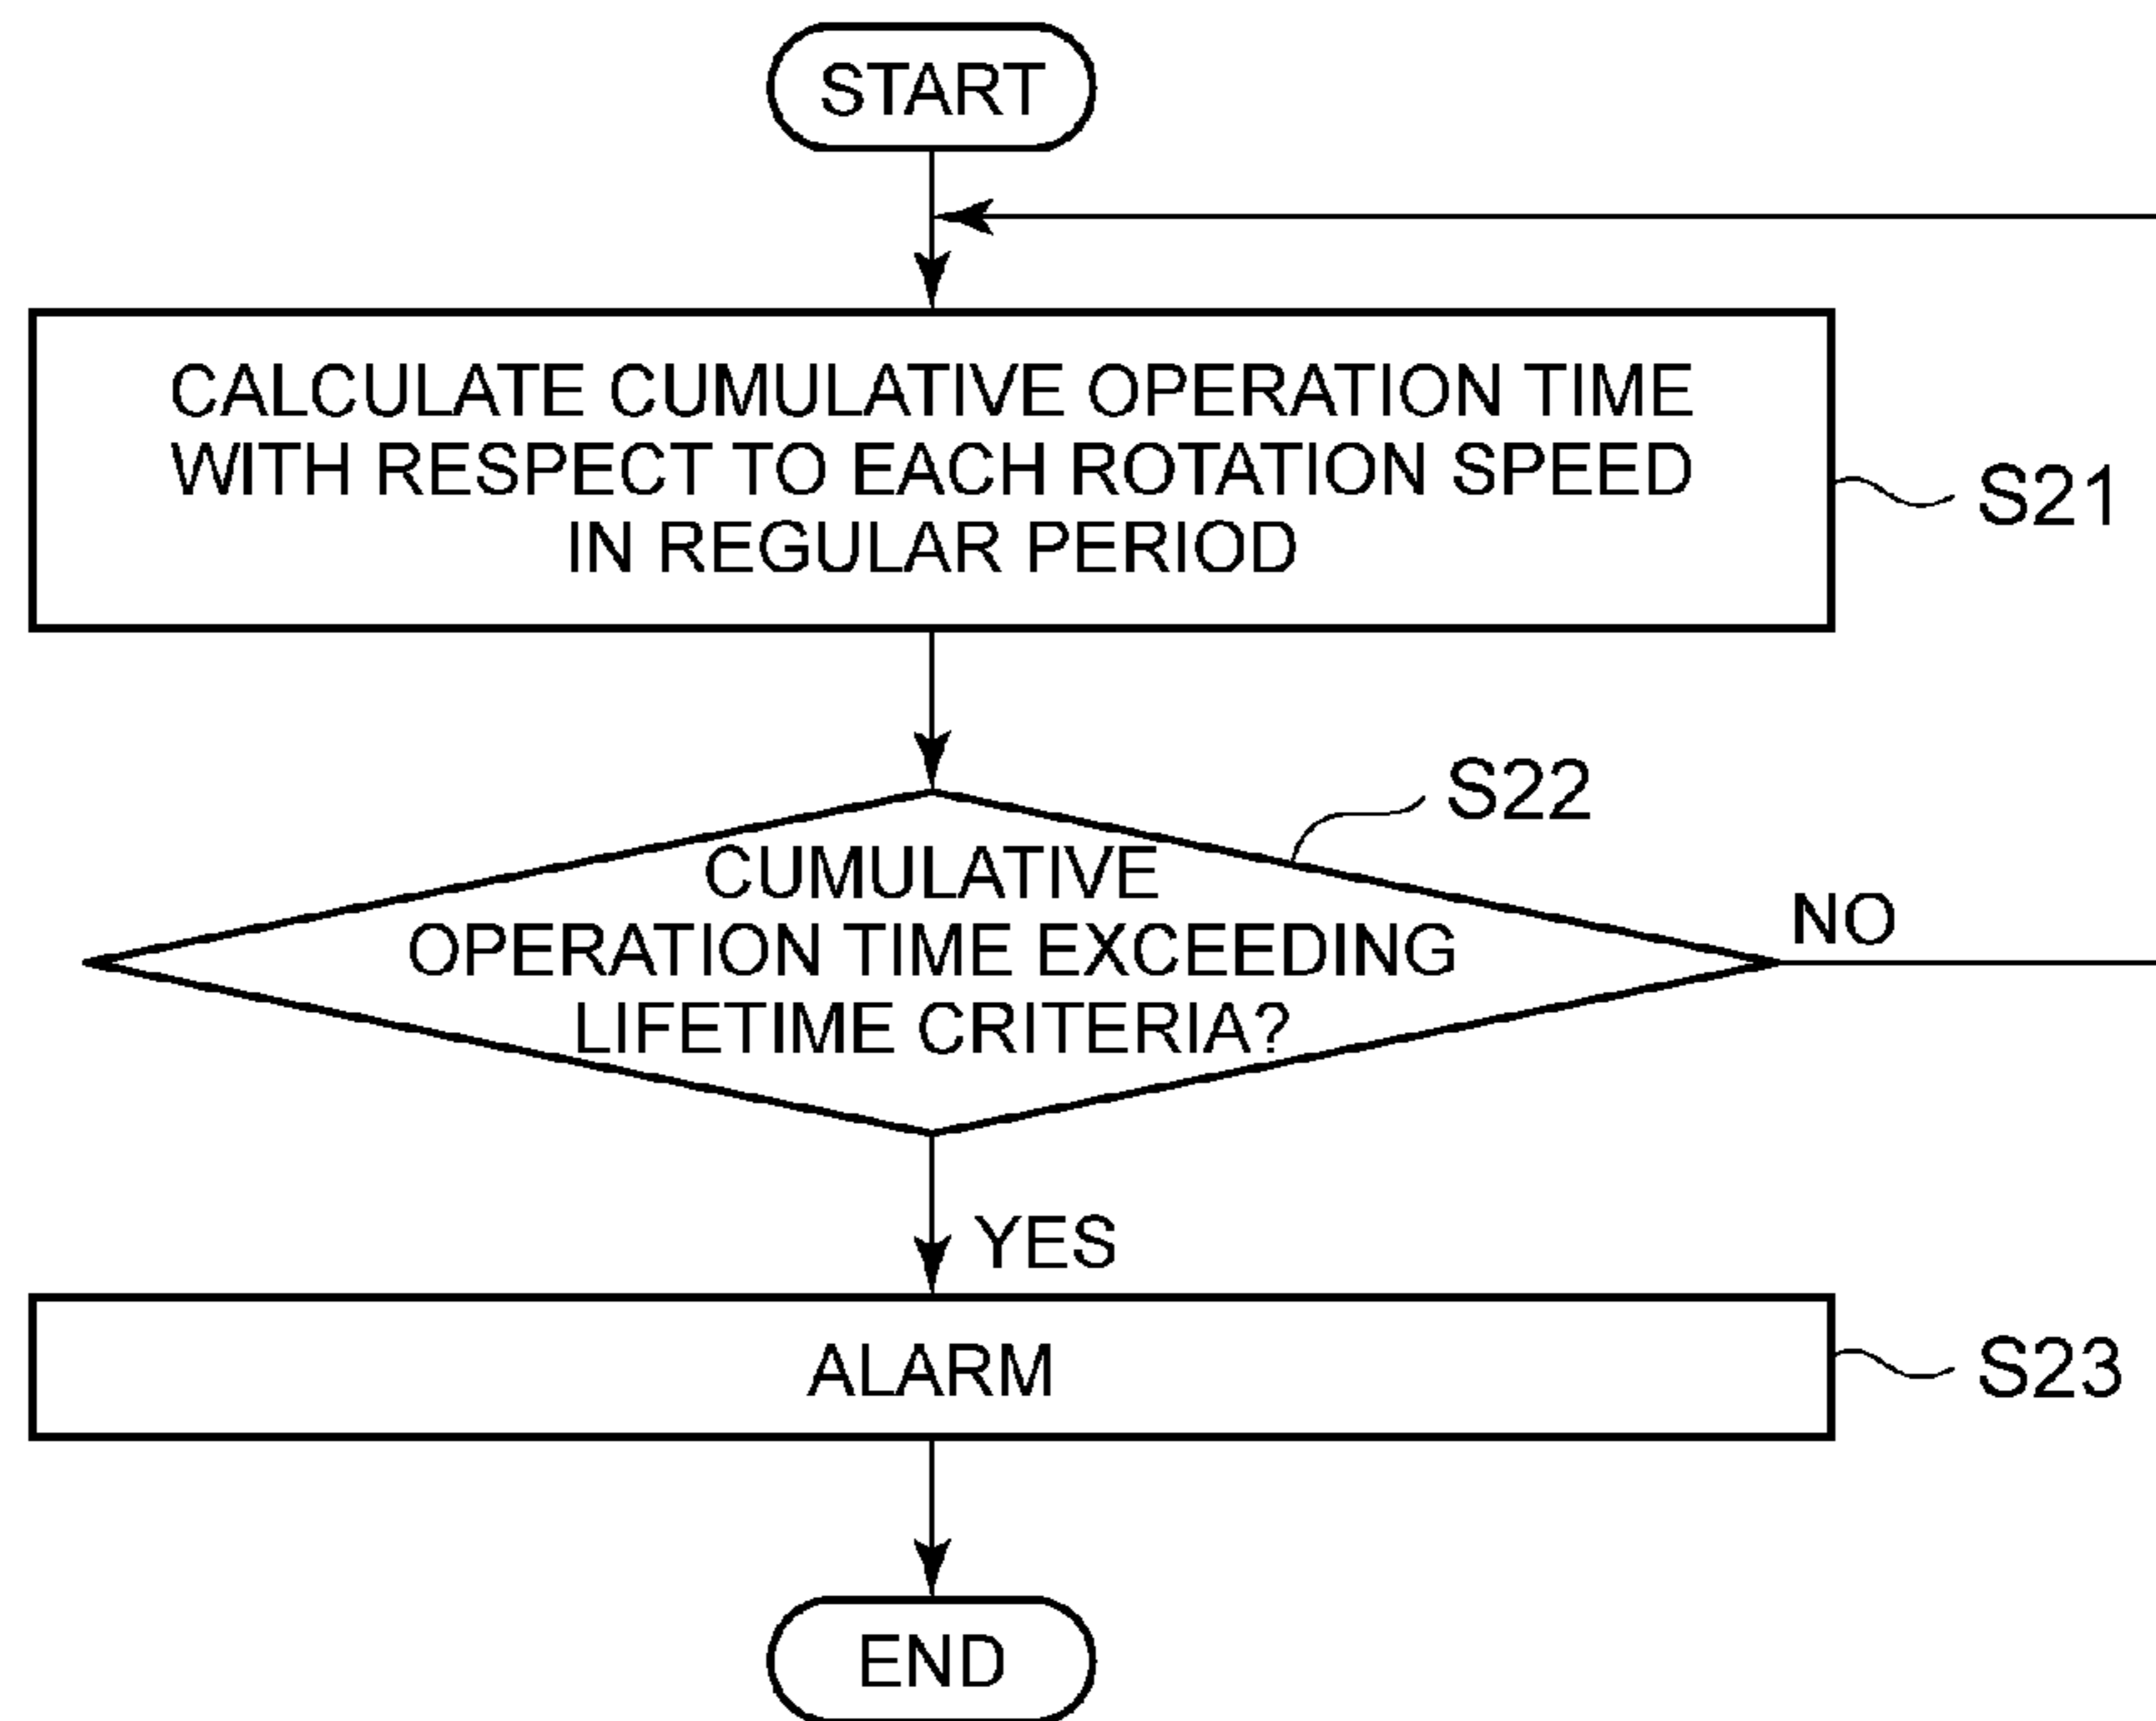 START
CALCULATE CUMULATIVE OPERATION TIME
WITH RESPECT TO EACH ROTATION SPEED
IN REGULAR PERIOD
S21
S22
CUMULATIVE
OPERATION TIME EXCEEDING
LIFETIME CRITERIA?
NO
YES
ALARM
S23
END